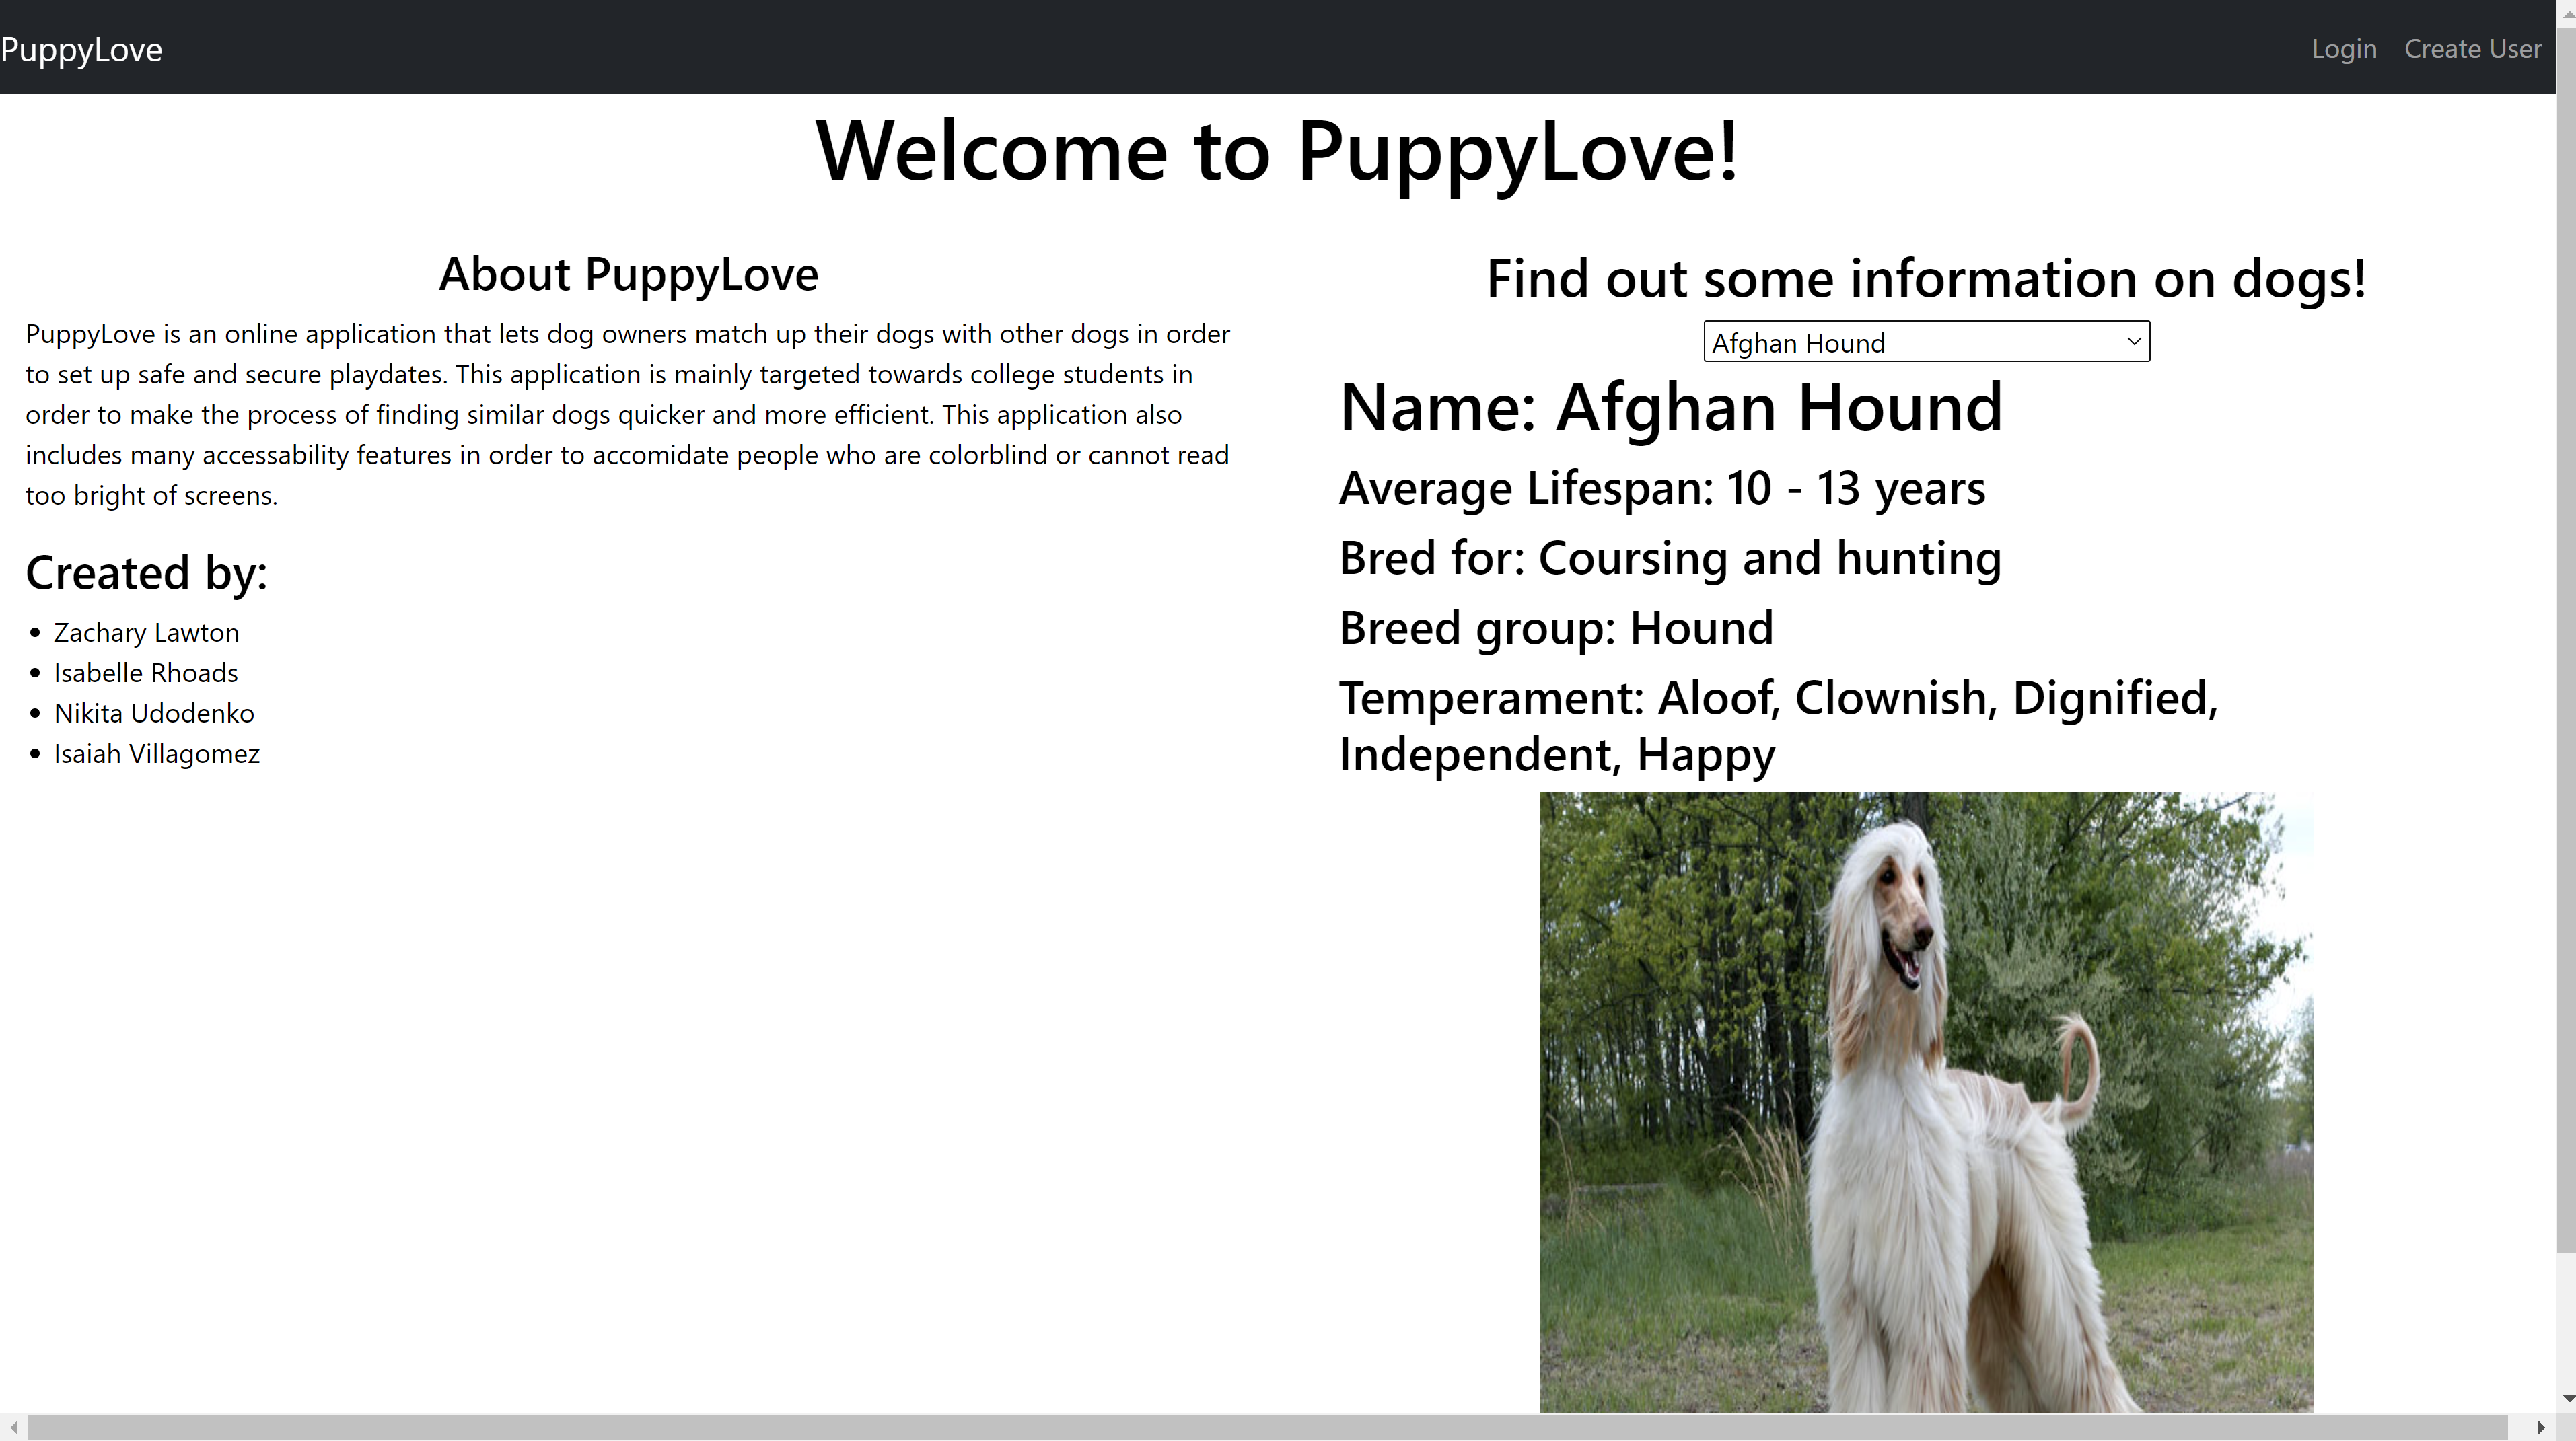 PuppyLove
Login
Create User
Welcome to PuppyLove!
About PuppyLove
PuppyLove is an online application that lets dog owners match up their dogs with other dogs in order
to set up safe and secure playdates. This application is mainly targeted towards college students in
order to make the process of finding similar dogs quicker and more efficient. This application also
includes many accessability features in order to accomidate people who are colorblind or cannot read
too bright of screens.
Created by:
• Zachary Lawton
• Isabelle Rhoads
• Nikita Udodenko
• Isaiah Villagomez
Find out some information on dogs!
Afghan Hound
Name: Afghan Hound
Average Lifespan: 10 - 13 years
Bred for: Coursing and hunting
Breed group: Hound
Temperament: Aloof, Clownish, Dignified,
Independent, Happy